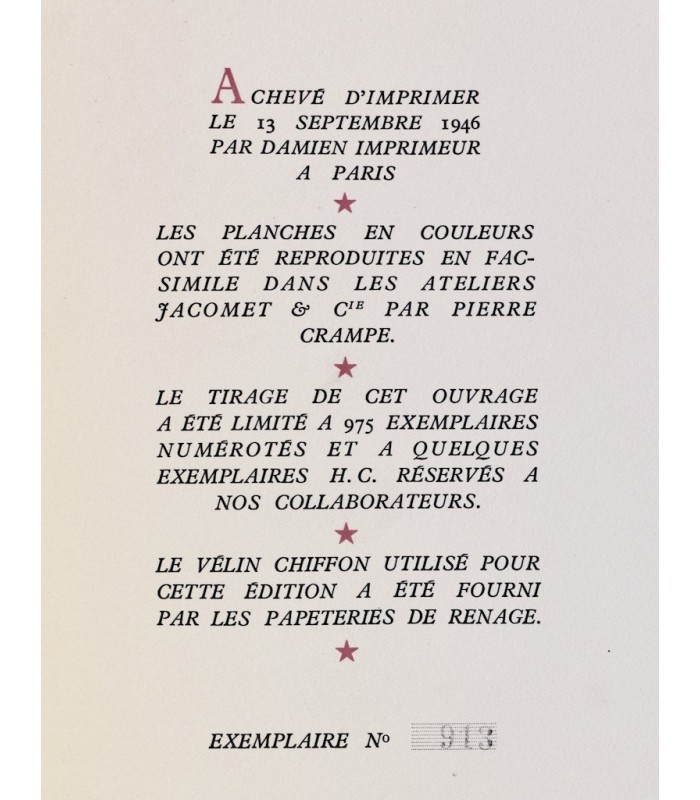 ACHEVÉ D'IMPRIMER
LE 13 SEPTEMBRE 1946
PAR DAMIEN IMPRIMEUR
A PARIS
LES PLANCHES EN COULEURS
ONT ÉTÉ REPRODUITES EN FAC-
SIMILE DANS LES ATELIERS
JACOMET & CIE PAR PIERRE
CRAMPE.
LE TIRAGE DE CET OUVRAGE
A ÉTÉ LIMITÉ A 975 EXEMPLAIRES
NUMÉROTÉS ET A QUELQUES
EXEMPLAIRES H. C. RÉSERVÉS A
NOS COLLABORATEURS.
LE VÉLIN CHIFFON UTILISÉ POUR
CETTE ÉDITION A ÉTÉ FOURNI
PAR LES PAPETERIES DE RENAGE.
EXEMPLAIRE Nº 913